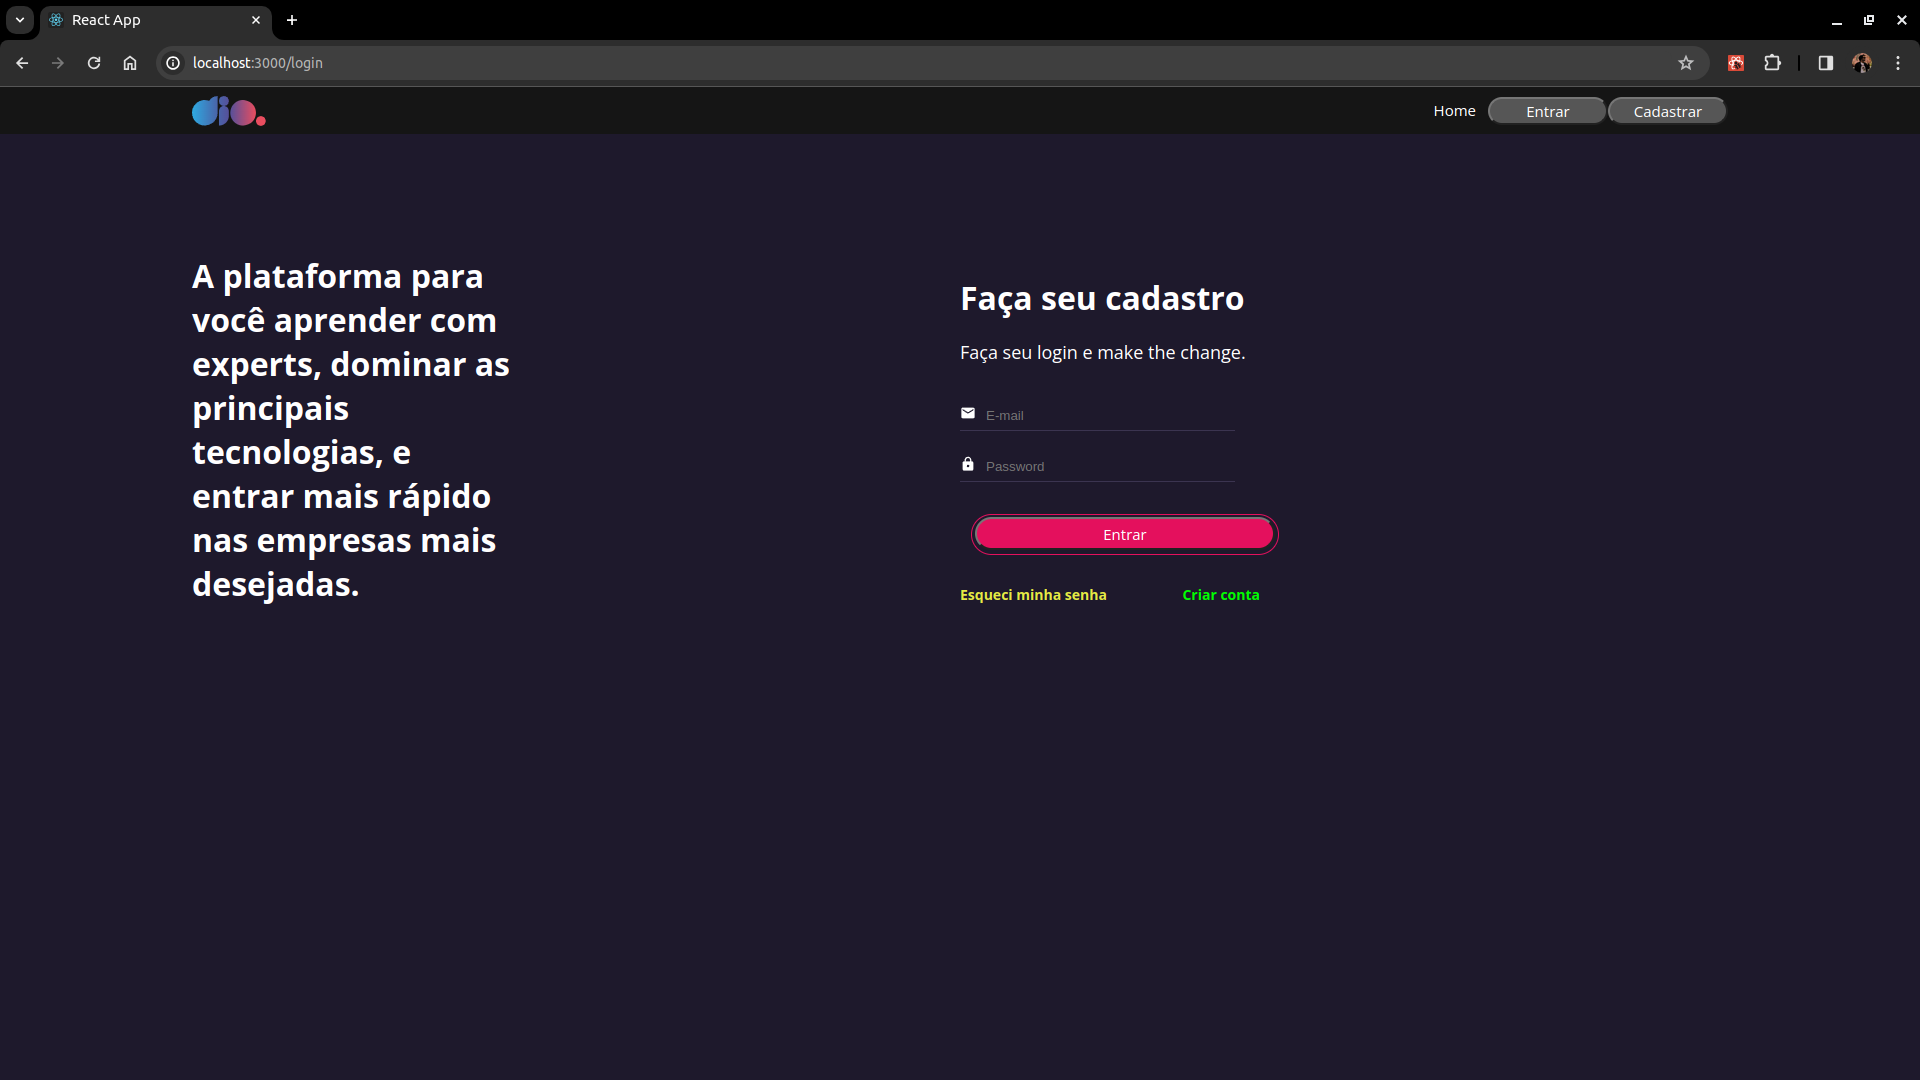 React App
localhost:3000/login
dio.
Home
Entrar
Cadastrar
A plataforma para
você aprender com
experts, dominar as
principais
tecnologias, e
entrar mais rápido
nas empresas mais
desejadas.
Faça seu cadastro
Faça seu login e make the change.
E-mail
Password
Entrar
Esqueci minha senha
Criar conta